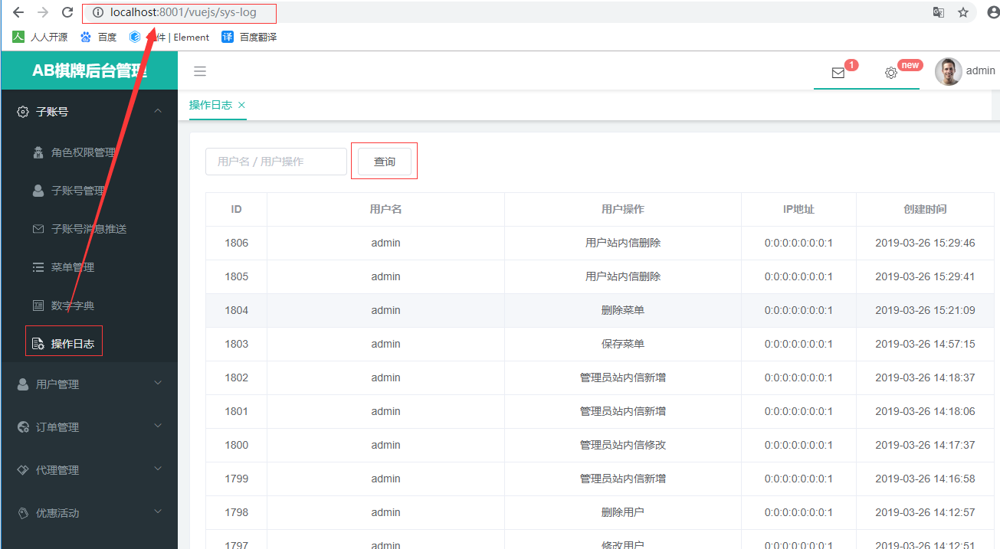 localhost:8001/vuejs/sys-log
人人开源 百度 件 | Element 百度翻译
AB棋牌后台管理
1 new admin
子账号
操作日志 ×
角色权限管理
用户名 / 用户操作 查询
子账号管理
子账号消息推送
菜单管理
数字字典
操作日志
用户管理
订单管理
代理管理
优惠活动
ID 用户名 用户操作 IP地址 创建时间
1806 admin 用户站内信删除 0:0:0:0:0:0:0:1 2019-03-26 15:29:46
1805 admin 用户站内信删除 0:0:0:0:0:0:0:1 2019-03-26 15:29:41
1804 admin 删除菜单 0:0:0:0:0:0:0:1 2019-03-26 15:21:09
1803 admin 保存菜单 0:0:0:0:0:0:0:1 2019-03-26 14:57:15
1802 admin 管理员站内信新增 0:0:0:0:0:0:0:1 2019-03-26 14:18:37
1801 admin 管理员站内信新增 0:0:0:0:0:0:0:1 2019-03-26 14:18:06
1800 admin 管理员站内信修改 0:0:0:0:0:0:0:1 2019-03-26 14:17:37
1799 admin 管理员站内信新增 0:0:0:0:0:0:0:1 2019-03-26 14:16:58
1798 admin 删除用户 0:0:0:0:0:0:0:1 2019-03-26 14:12:57
1797 admin 修改用户 0:0:0:0:0:0:0:1 2019-03-26 14:12:51